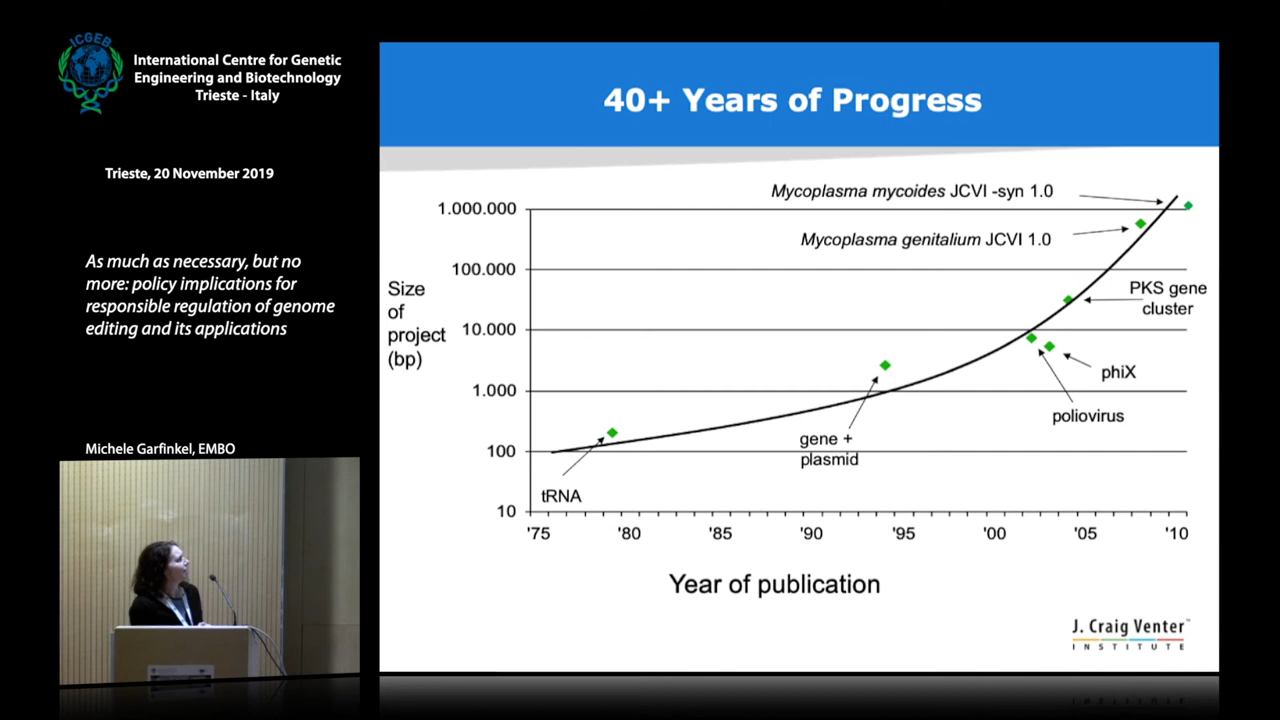 ICGEB
International Centre for Genetic
Engineering and Biotechnology
Trieste - Italy
Trieste, 20 November 2019
As much as necessary, but no
more: policy implications for
responsible regulation of genome
editing and its applications
Michele Garfinkel, EMBO
40+ Years of Progress
Mycoplasma mycoides JCVI -syn 1.0
1.000.000
Mycoplasma genitalium JCVI 1.0
100.000
Size
of
project
(bp)
PKS gene
cluster
10.000
phiX
1.000
poliovirus
gene +
plasmid
100
tRNA
10
'75 '80 '85 '90 '95 '00 '05 '10
Year of publication
J. Craig Venter™
INSTITUTE